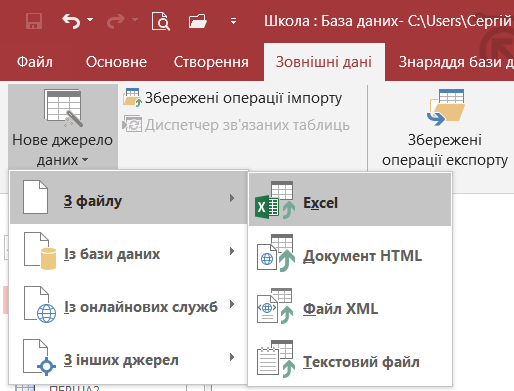 Школа : База даних- C:\Users\Сергій
Файл Основне Створення Зовнішні дані Знаряддя бази д
Нове джерело
даних
Збережені операції імпорту
Диспетчер зв'язаних таблиць
Збережені
операції експорту
З файлу
Із бази даних
Із онлайнових служб
З інших джерел
Excel
Документ HTML
Файл XML
Текстовий файл